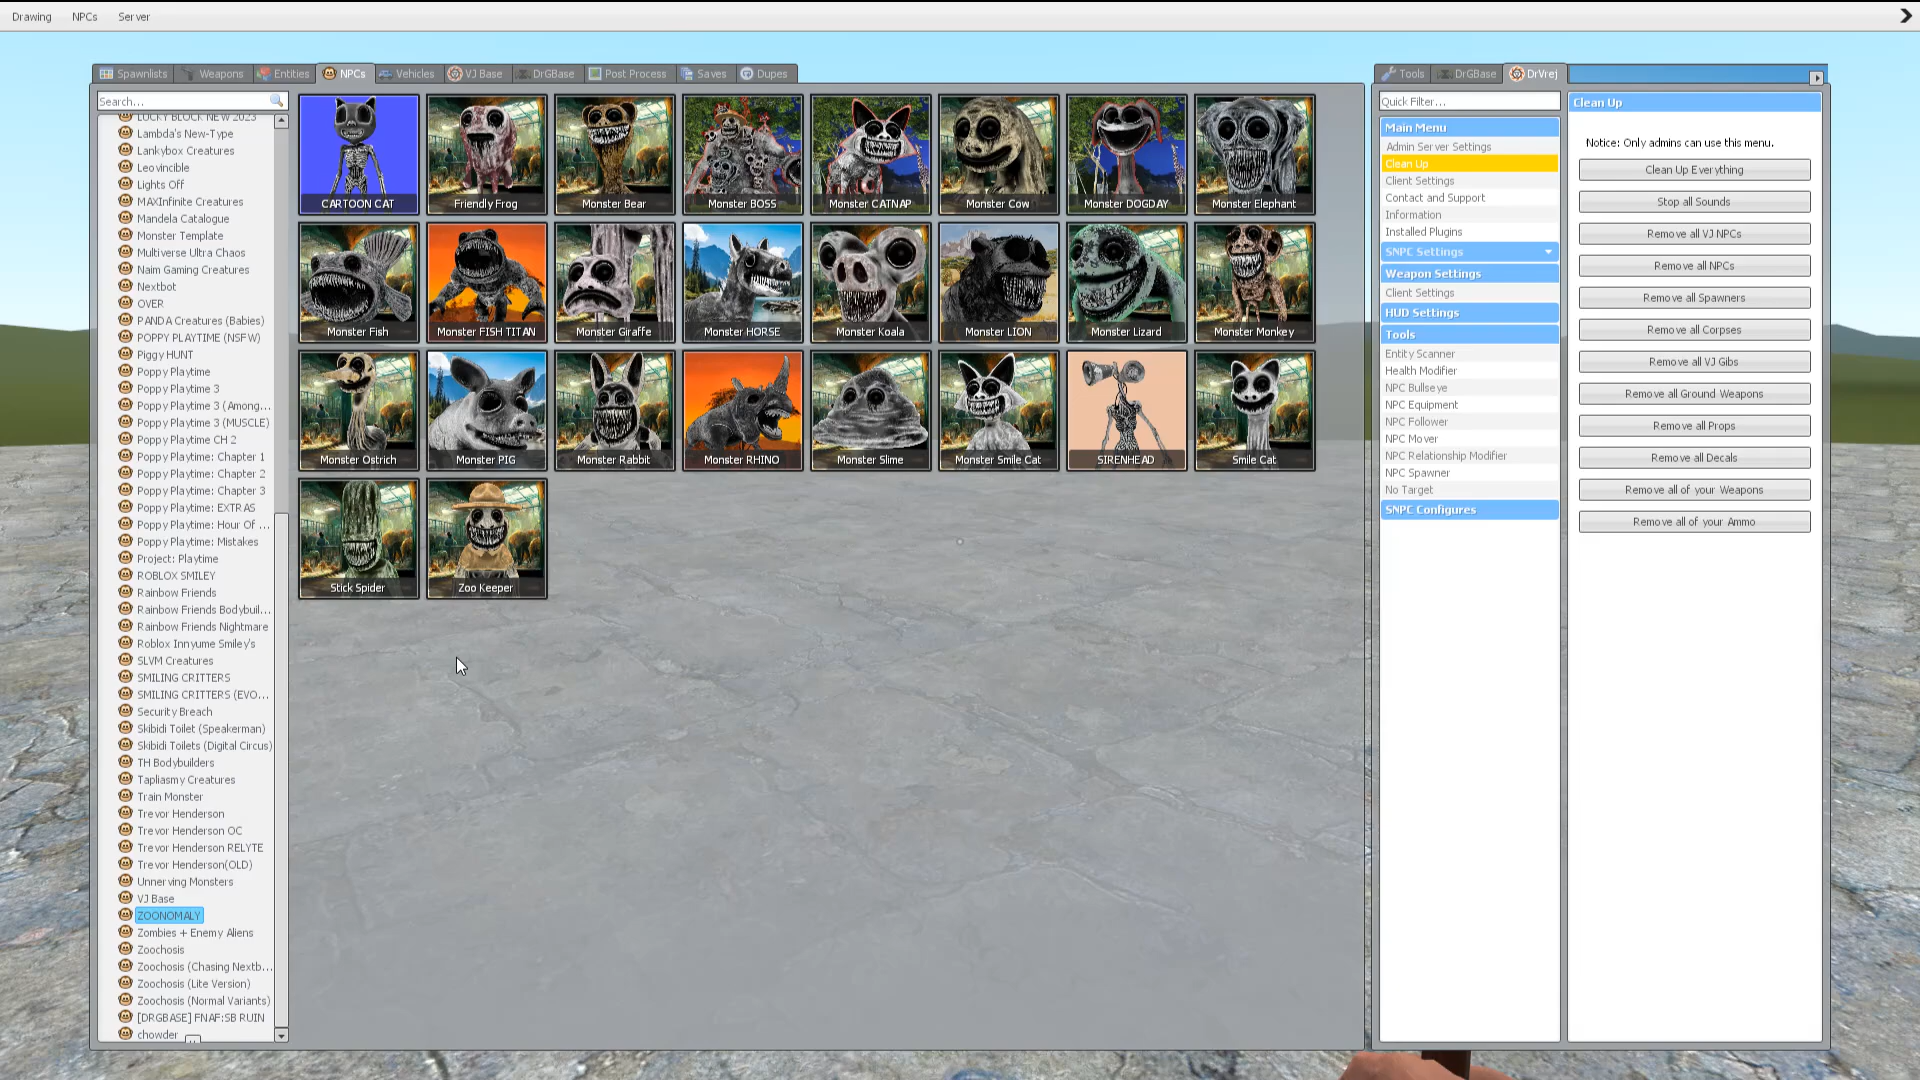 Drawing NPCs Server
Spawnlists Weapons Entities NPCs Vehicles VJ Base DrGBase Post Process Saves Dupes
Search...
LUCKY BLOCK NEW 2023
Lambda's New-Type
Lankybox Creatures
Leovincible
Lights Off
MAXInfinite Creatures
Mandela Catalogue
Monster Template
Multiverse Ultra Chaos
Naim Gaming Creatures
Nextbot
OVER
PANDA Creatures (Babies)
POPPY PLAYTIME (NSFW)
Piggy HUNT
Poppy Playtime
Poppy Playtime 3
Poppy Playtime 3 (Among...
Poppy Playtime 3 (MUSCLE)
Poppy Playtime CH 2
Poppy Playtime: Chapter 1
Poppy Playtime: Chapter 2
Poppy Playtime: Chapter 3
Poppy Playtime: EXTRAS
Poppy Playtime: Hour Of ...
Poppy Playtime: Mistakes
Project: Playtime
ROBLOX SMILEY
Rainbow Friends
Rainbow Friends Bodybuil...
Rainbow Friends Nightmare
Roblox Innyume Smiley's
SLVM Creatures
SMILING CRITTERS
SMILING CRITTERS (EVO...
Security Breach
Skibidi Toilet (Speakerman)
Skibidi Toilets (Digital Circus)
TH Bodybuilders
Tapliasmy Creatures
Train Monster
Trevor Henderson
Trevor Henderson OC
Trevor Henderson RELYTE
Trevor Henderson(OLD)
Unnerving Monsters
VJ Base
ZOONOMALY
Zombies + Enemy Aliens
Zoochosis
Zoochosis (Chasing Nextb...
Zoochosis (Lite Version)
Zoochosis (Normal Variants)
[DRGBASE] FNAF:SB RUIN
chowder
CARTOON CAT Friendly Frog Monster Bear Monster BOSS Monster CATNAP Monster Cow Monster DOGDAY Monster Elephant
Monster Fish Monster FISH TITAN Monster Giraffe Monster HORSE Monster Koala Monster LION Monster Lizard Monster Monkey
Monster Ostrich Monster PIG Monster Rabbit Monster RHINO Monster Slime Monster Smile Cat SIRENHEAD Smile Cat
Stick Spider Zoo Keeper
Tools DrGBase DrVrej
Quick Filter...
Main Menu
Admin Server Settings
Clean Up
Client Settings
Contact and Support
Information
Installed Plugins
SNPC Settings
Weapon Settings
Client Settings
HUD Settings
Tools
Entity Scanner
Health Modifier
NPC Bullseye
NPC Equipment
NPC Follower
NPC Mover
NPC Relationship Modifier
NPC Spawner
No Target
SNPC Configures
Clean Up
Notice: Only admins can use this menu.
Clean Up Everything
Stop all Sounds
Remove all VJ NPCs
Remove all NPCs
Remove all Spawners
Remove all Corpses
Remove all VJ Gibs
Remove all Ground Weapons
Remove all Props
Remove all Decals
Remove all of your Weapons
Remove all of your Ammo